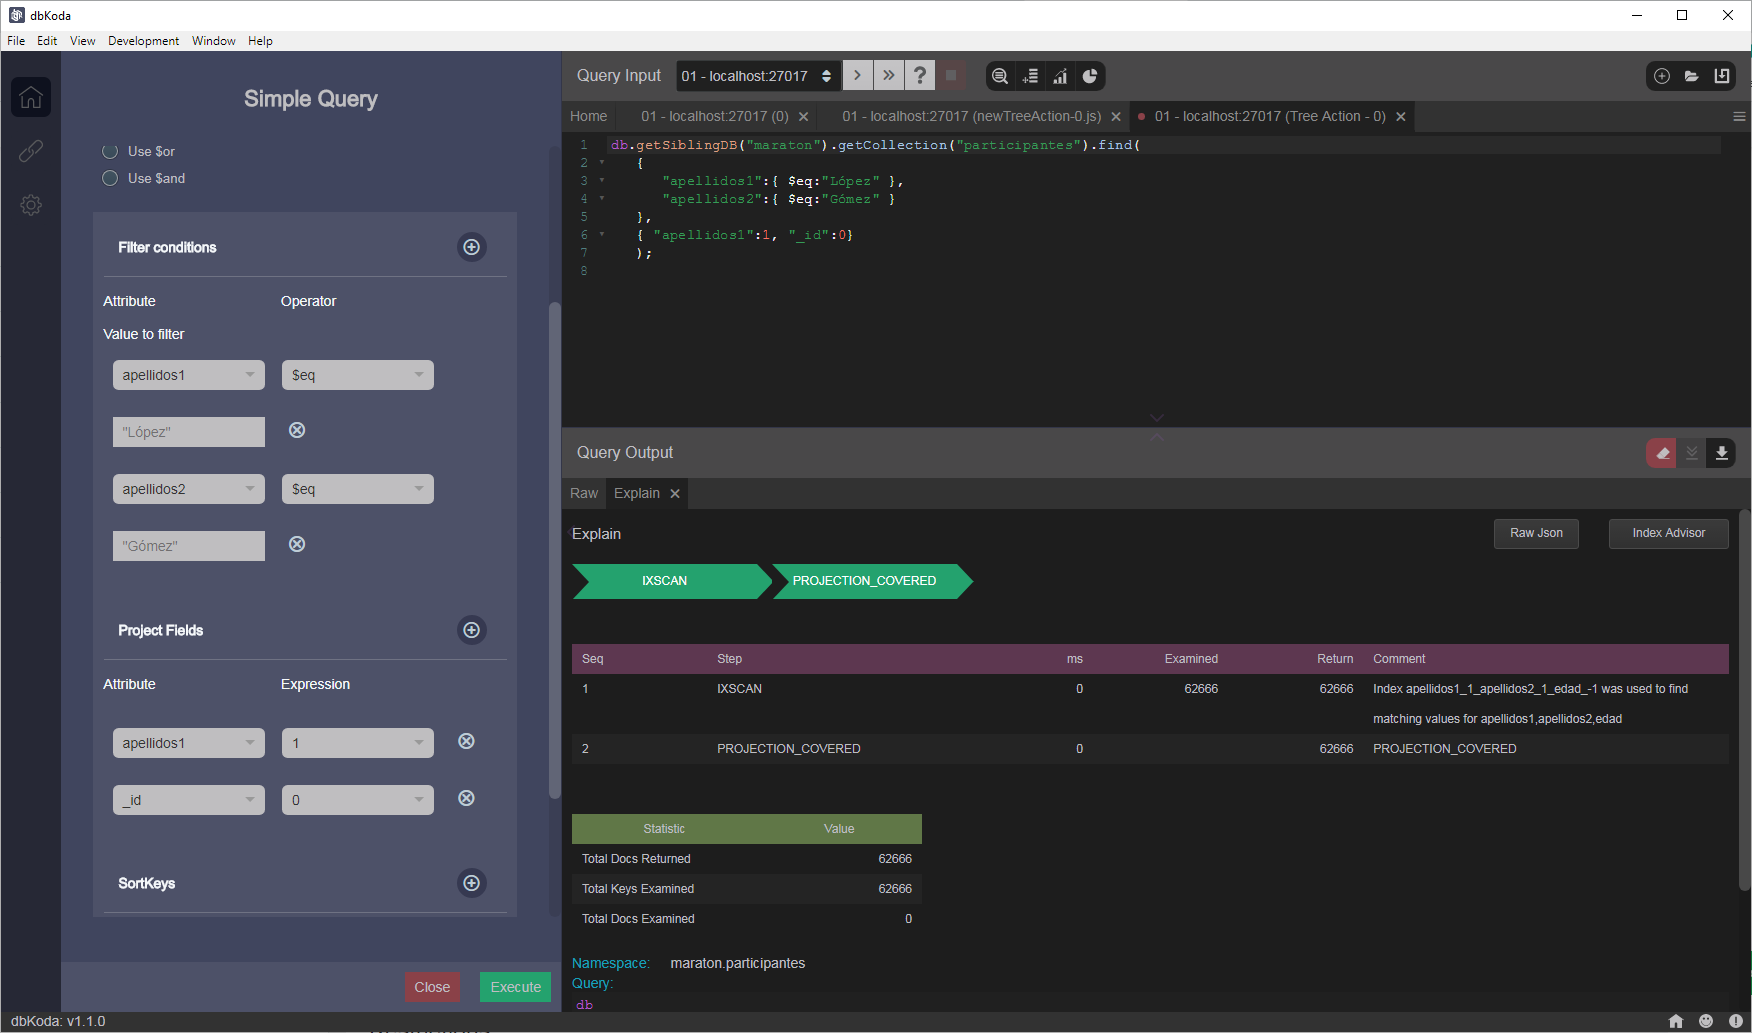 dbKoda
File Edit View Development Window Help
Simple Query
Use $or
Use $and
Filter conditions
Attribute Operator
Value to filter
apellidos1 $eq
"López"
apellidos2 $eq
"Gómez"
Project Fields
Attribute Expression
apellidos1 1
_id 0
SortKeys
Close Execute
Query Input 01 - localhost:27017
Home 01 - localhost:27017 (0) 01 - localhost:27017 (newTreeAction-0.js) 01 - localhost:27017 (Tree Action - 0)
1 db.getSiblingDB("maraton").getCollection("participantes").find(
2 {
3 "apellidos1":{ $eq:"López" },
4 "apellidos2":{ $eq:"Gómez" }
5 },
6 { "apellidos1":1, "_id":0}
7 );
8
Query Output
Raw Explain
Explain Raw Json Index Advisor
IXSCAN PROJECTION_COVERED
Seq Step ms Examined Return Comment
1 IXSCAN 0 62666 62666 Index apellidos1_1_apellidos2_1_edad_-1 was used to find
matching values for apellidos1,apellidos2,edad
2 PROJECTION_COVERED 0 62666 PROJECTION_COVERED
Statistic Value
Total Docs Returned 62666
Total Keys Examined 62666
Total Docs Examined 0
Namespace: maraton.participantes
Query:
db
dbKoda: v1.1.0